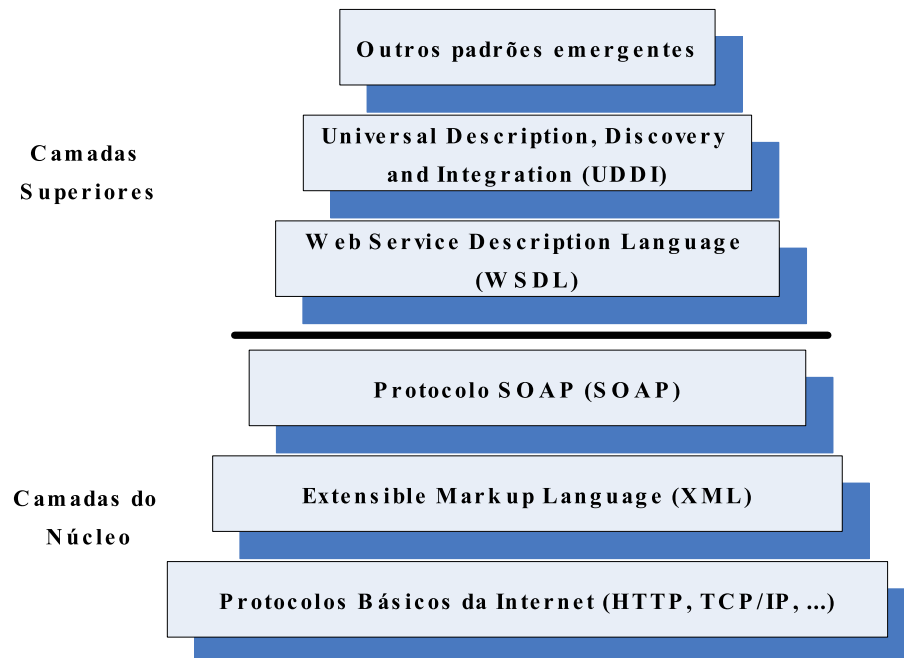 Outros padrões emergentes
Camadas
Superiores
Universal Description, Discovery
and Integration (UDDI)
Web Service Description Language
(WSDL)
Protocolo SOAP (SOAP)
Camadas do
Núcleo
Extensible Markup Language (XML)
Protocolos Básicos da Internet (HTTP, TCP/IP, ...)